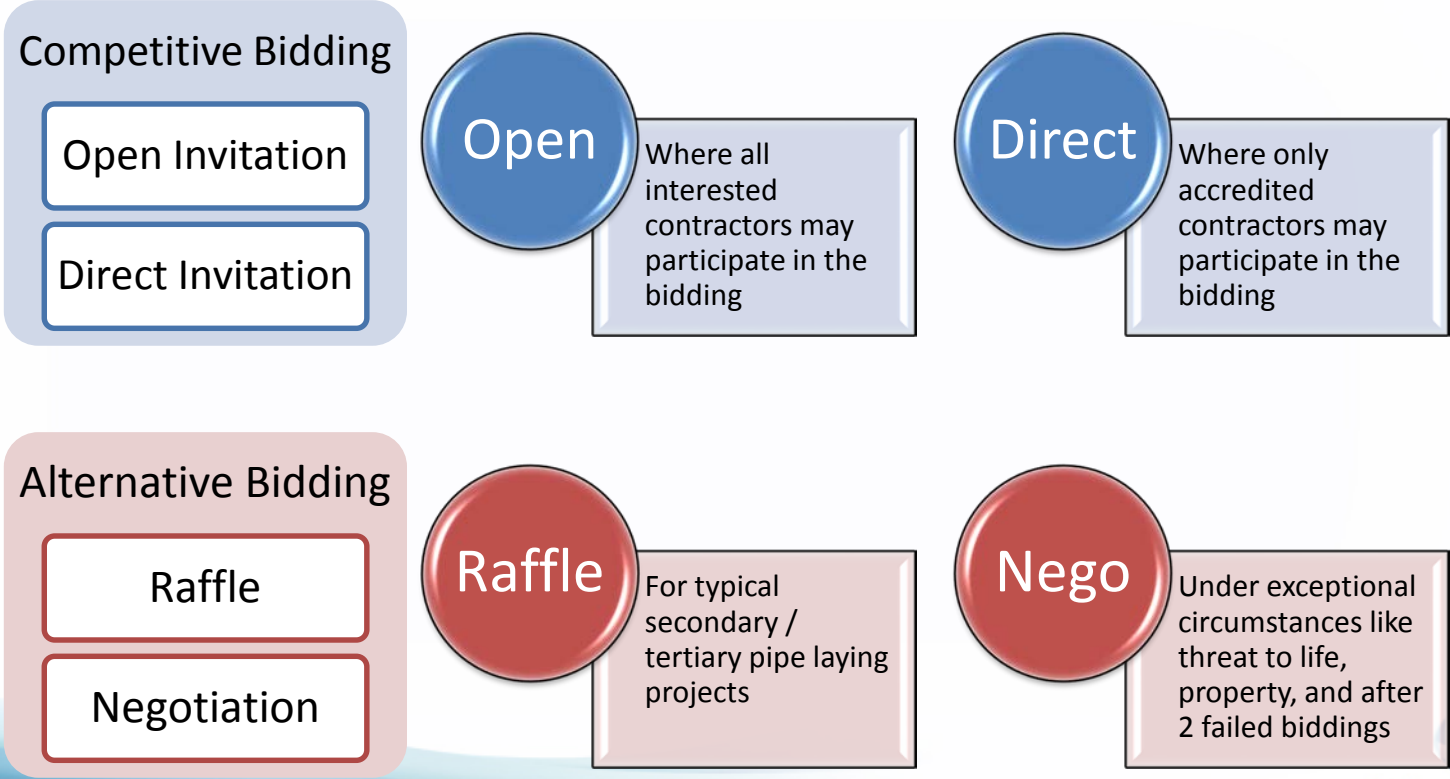 Competitive Bidding
Open Invitation
Direct Invitation
Open
Where all
interested
contractors may
participate in the
bidding
Direct
Where only
accredited
contractors may
participate in the
bidding
Alternative Bidding
Raffle
Negotiation
Raffle
For typical
secondary /
tertiary pipe laying
projects
Nego
Under exceptional
circumstances like
threat to life,
property, and after
2 failed biddings